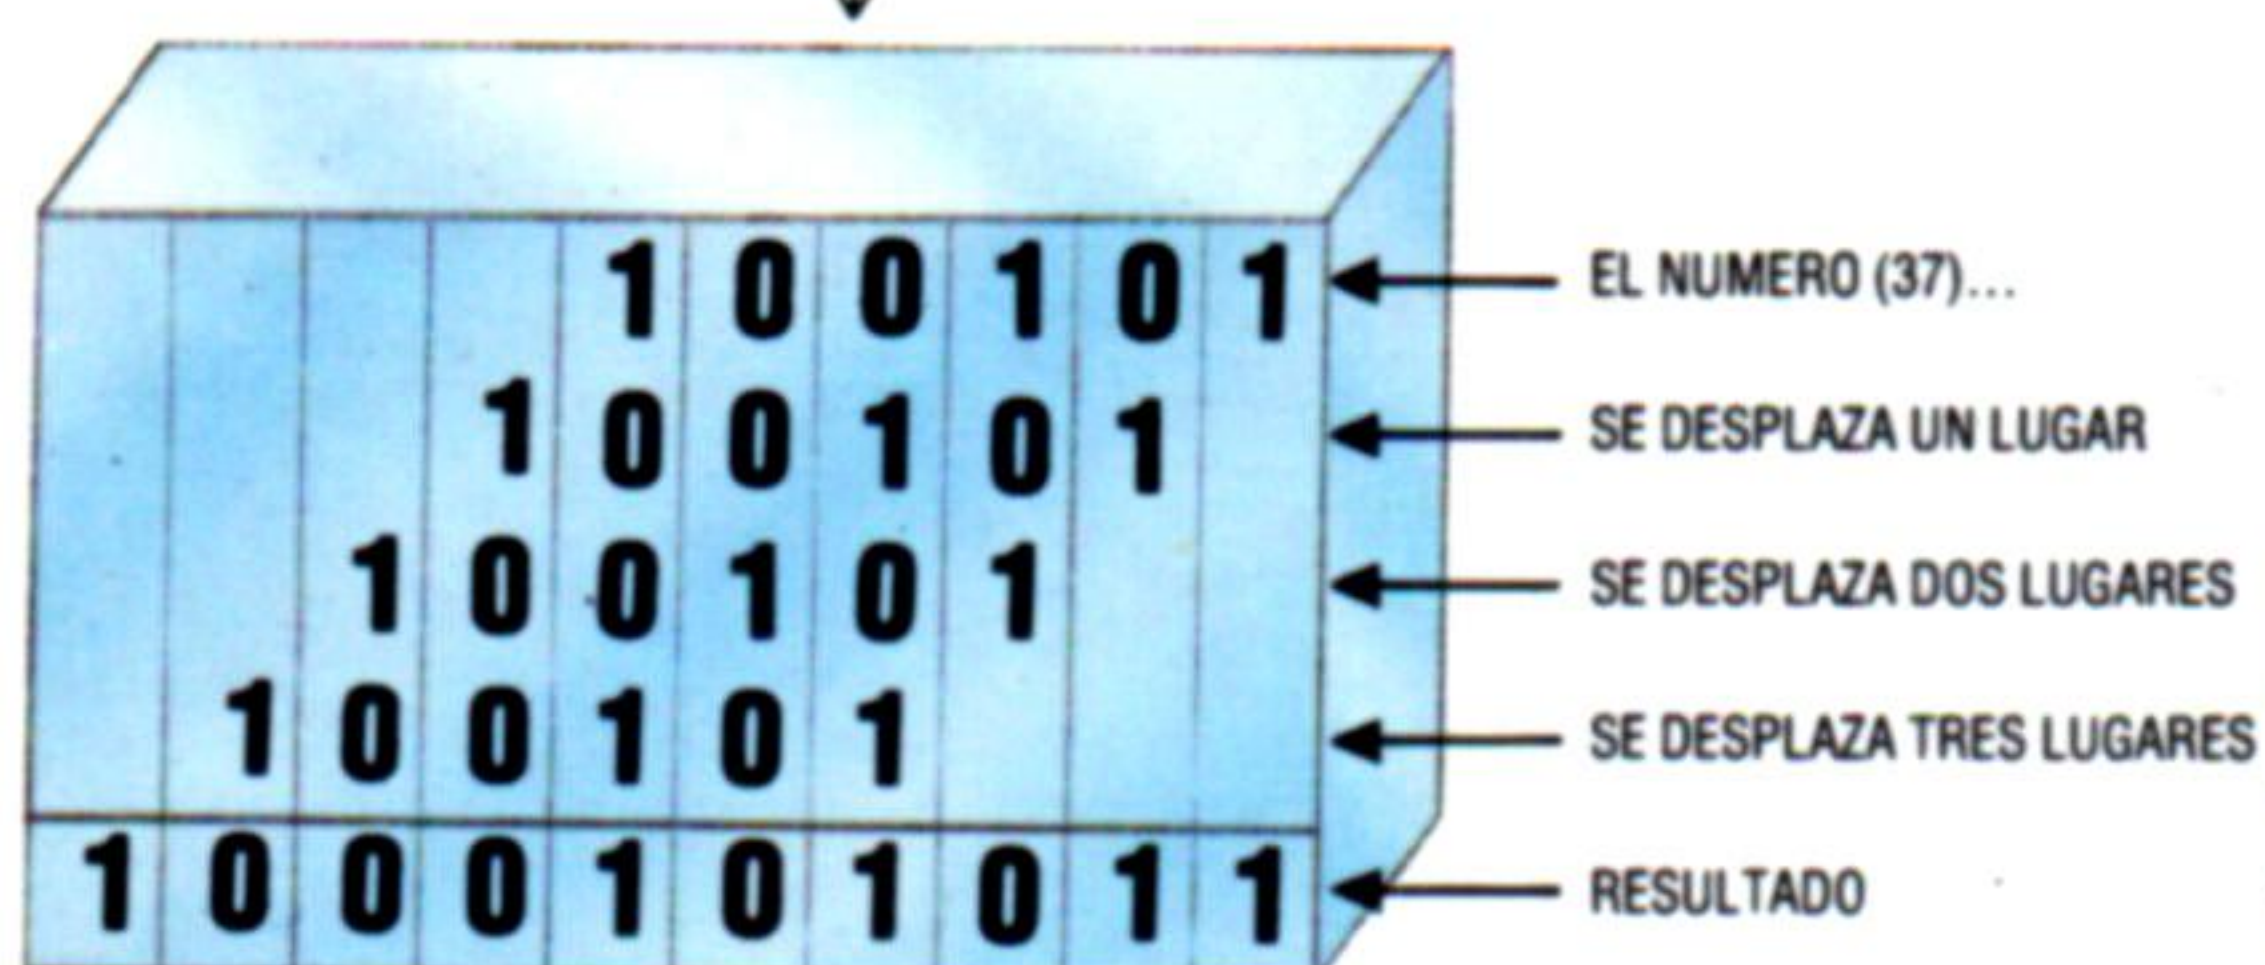 1 0 0 1 0 1 EL NUMERO (37)...
1 0 0 1 0 1 SE DESPLAZA UN LUGAR
1 0 0 1 0 1 SE DESPLAZA DOS LUGARES
1 0 0 1 0 1 SE DESPLAZA TRES LUGARES
1 0 0 0 1 0 1 0 1 1 RESULTADO